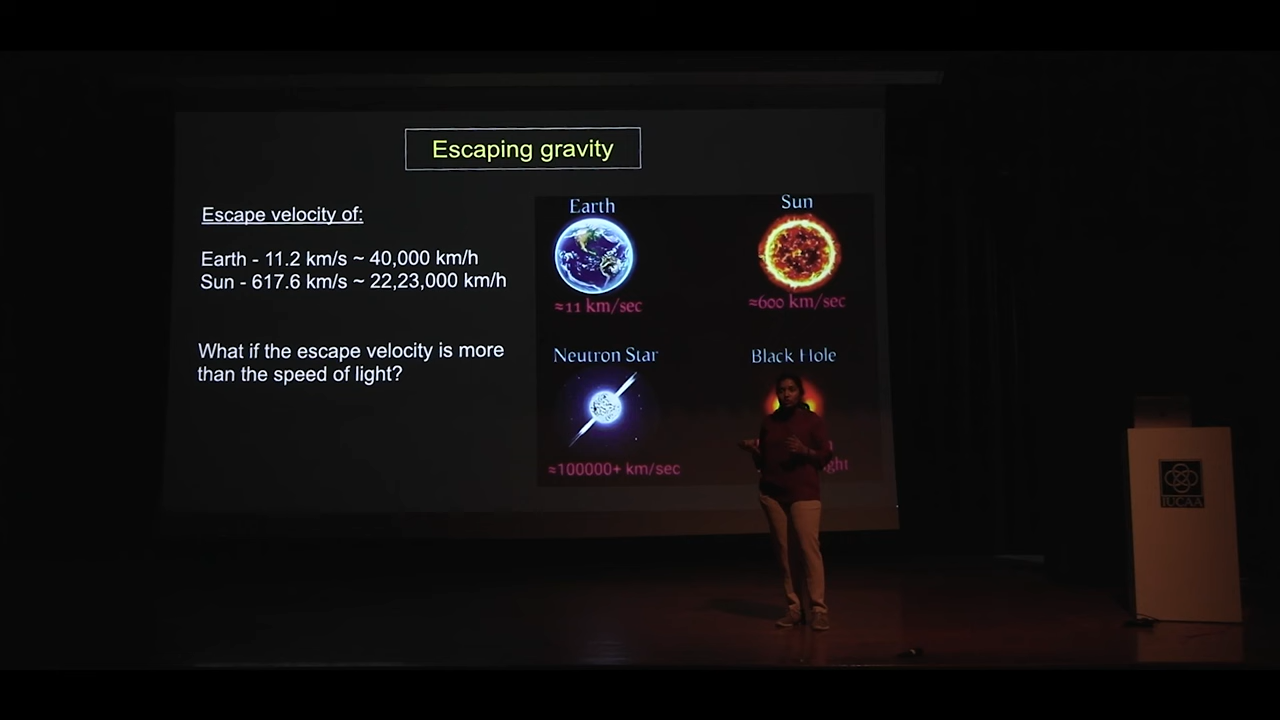 Escaping gravity
Escape velocity of:
Earth - 11.2 km/s ~ 40,000 km/h
Sun - 617.6 km/s ~ 22,23,000 km/h
What if the escape velocity is more
than the speed of light?
Earth
≈11 km/sec
Sun
≈600 km/sec
Neutron Star
≈100000+ km/sec
Black Hole
IUCAA